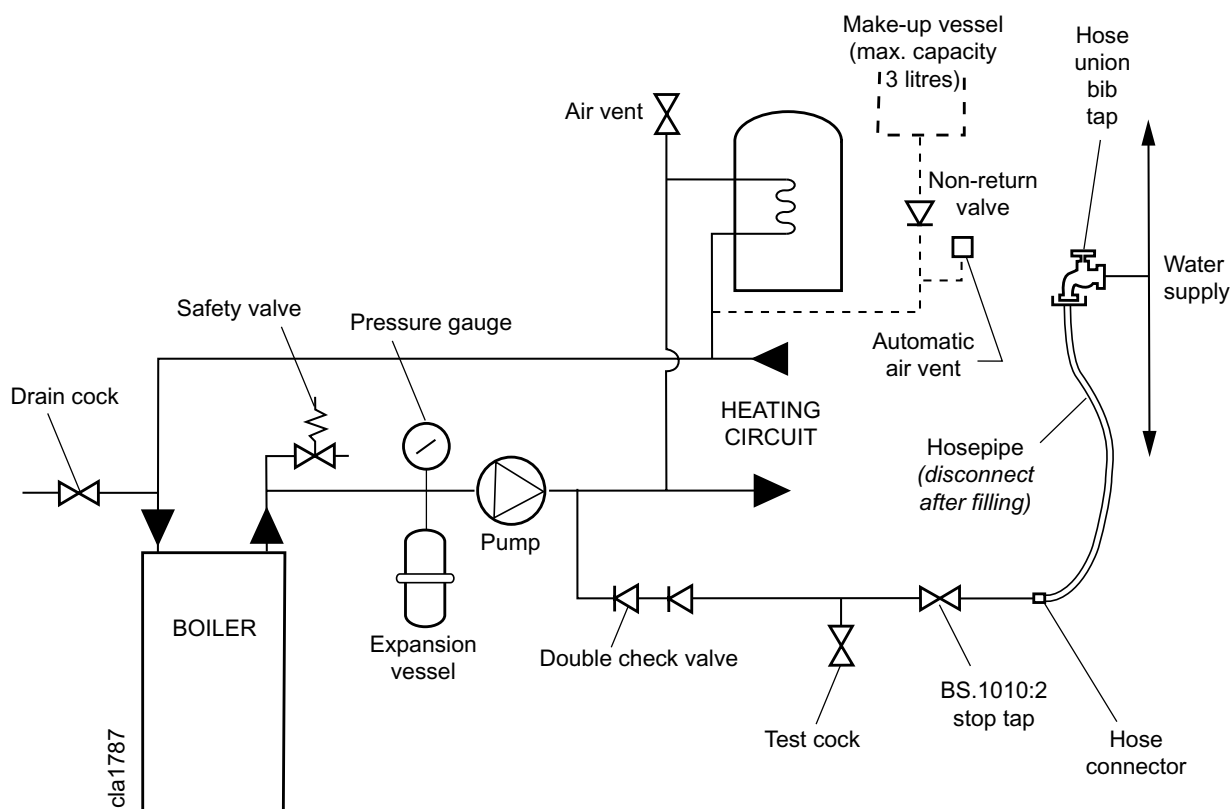 Make-up vessel
(max. capacity
3 litres)
Hose
union
bib
tap
Air vent
Non-return
valve
Water
supply
Safety valve
Pressure gauge
Automatic
air vent
Drain cock
HEATING
CIRCUIT
Hosepipe
(disconnect
after filling)
Pump
BOILER
Expansion
vessel
Double check valve
BS.1010:2
stop tap
Test cock
Hose
connector
cla1787